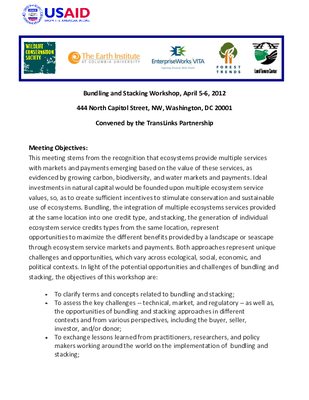 USAID
FROM THE AMERICAN PEOPLE
WILDLIFE
CONSERVATION
SOCIETY
The Earth Institute
AT COLUMBIA UNIVERSITY
EnterpriseWorks VITA
FOREST
TRENDS
Land Tenure Center
Bundling and Stacking Workshop, April 5-6, 2012
444 North Capitol Street, NW, Washington, DC 20001
Convened by the TransLinks Partnership
Meeting Objectives:
This meeting stems from the recognition that ecosystems provide multiple services
with markets and payments emerging based on the value of these services, as
evidenced by growing carbon, biodiversity, and water markets and payments. Ideal
investments in natural capital would be founded upon multiple ecosystem service
values, so, as to create sufficient incentives to stimulate conservation and sustainable
use of ecosystems. Bundling, the integration of multiple ecosystems services provided
at the same location into one credit type, and stacking, the generation of individual
ecosystem service credits types from the same location, represent
opportunities to maximize the different benefits provided by a landscape or seascape
through ecosystem service markets and payments. Both approaches represent unique
challenges and opportunities, which vary across ecological, social, economic, and
political contexts. In light of the potential opportunities and challenges of bundling and
stacking, the objectives of this workshop are:
• To clarify terms and concepts related to bundling and stacking;
• To assess the key challenges – technical, market, and regulatory – as well as,
the opportunities of bundling and stacking approaches in different
contexts and from various perspectives, including the buyer, seller,
investor, and/or donor;
• To exchange lessons learned from practitioners, researchers, and policy
makers working around the world on the implementation of bundling and
stacking;